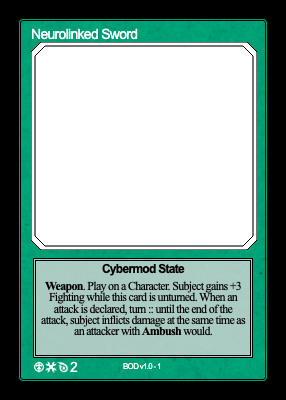 Neurolinked Sword
Cybermod State
Weapon. Play on a Character. Subject gains +3
Fighting while this card is unturned. When an
attack is declared, turn :: until the end of the
attack, subject inflicts damage at the same time as
an attacker with Ambush would.
2
BOD v1.0 - 1